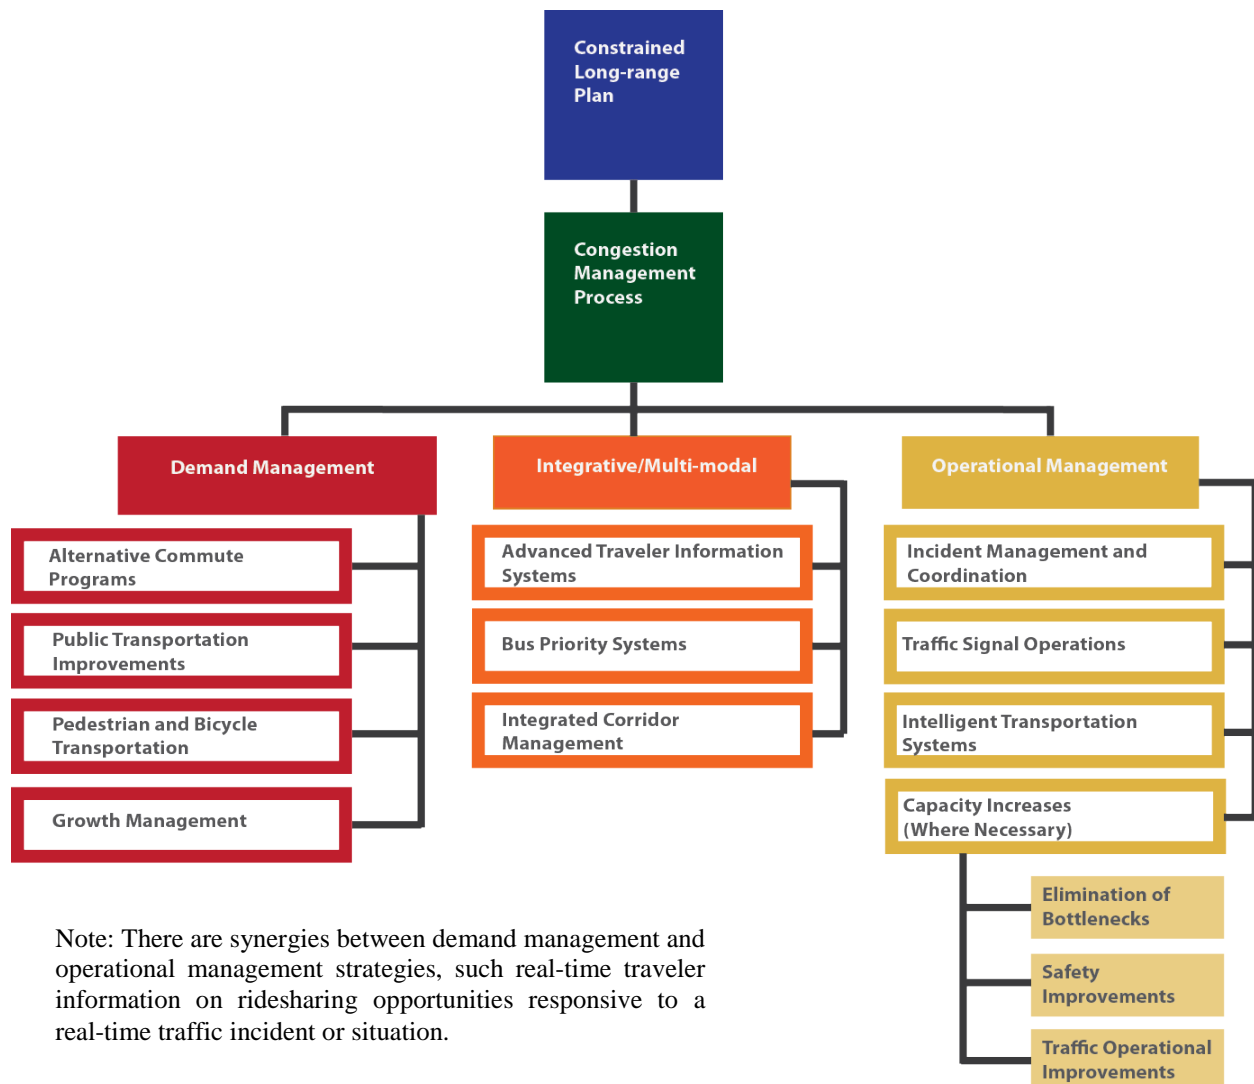 Constrained
Long-range
Plan
Congestion
Management
Process
Demand Management
Alternative Commute
Programs
Public Transportation
Improvements
Pedestrian and Bicycle
Transportation
Growth Management
Integrative/Multi-modal
Advanced Traveler Information
Systems
Bus Priority Systems
Integrated Corridor
Management
Operational Management
Incident Management and
Coordination
Traffic Signal Operations
Intelligent Transportation
Systems
Capacity Increases
(Where Necessary)
Elimination of
Bottlenecks
Safety
Improvements
Traffic Operational
Improvements
Note: There are synergies between demand management and
operational management strategies, such real-time traveler
information on ridesharing opportunities responsive to a
real-time traffic incident or situation.